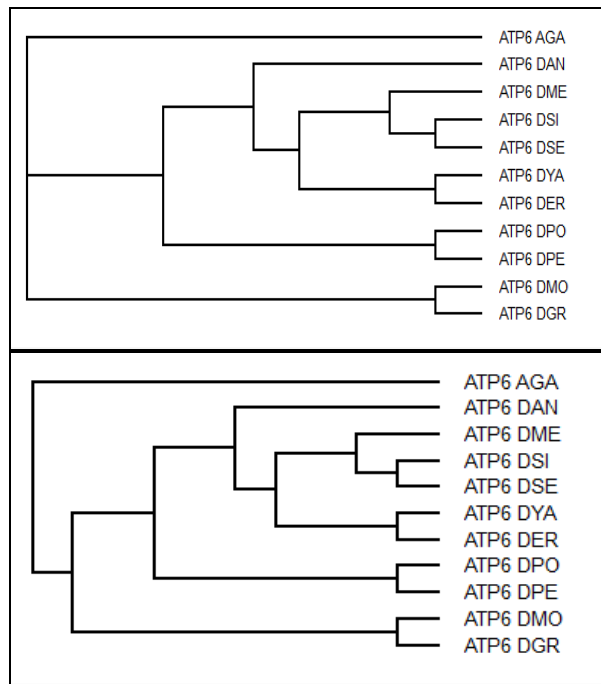 ATP6 AGA
ATP6 DAN
ATP6 DME
ATP6 DSI
ATP6 DSE
ATP6 DYA
ATP6 DER
ATP6 DPO
ATP6 DPE
ATP6 DMO
ATP6 DGR
ATP6 AGA
ATP6 DAN
ATP6 DME
ATP6 DSI
ATP6 DSE
ATP6 DYA
ATP6 DER
ATP6 DPO
ATP6 DPE
ATP6 DMO
ATP6 DGR